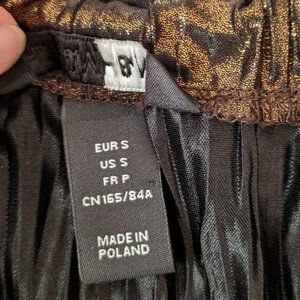 EUR S
US S
FR P
CN165/84A
MADE IN
POLAND